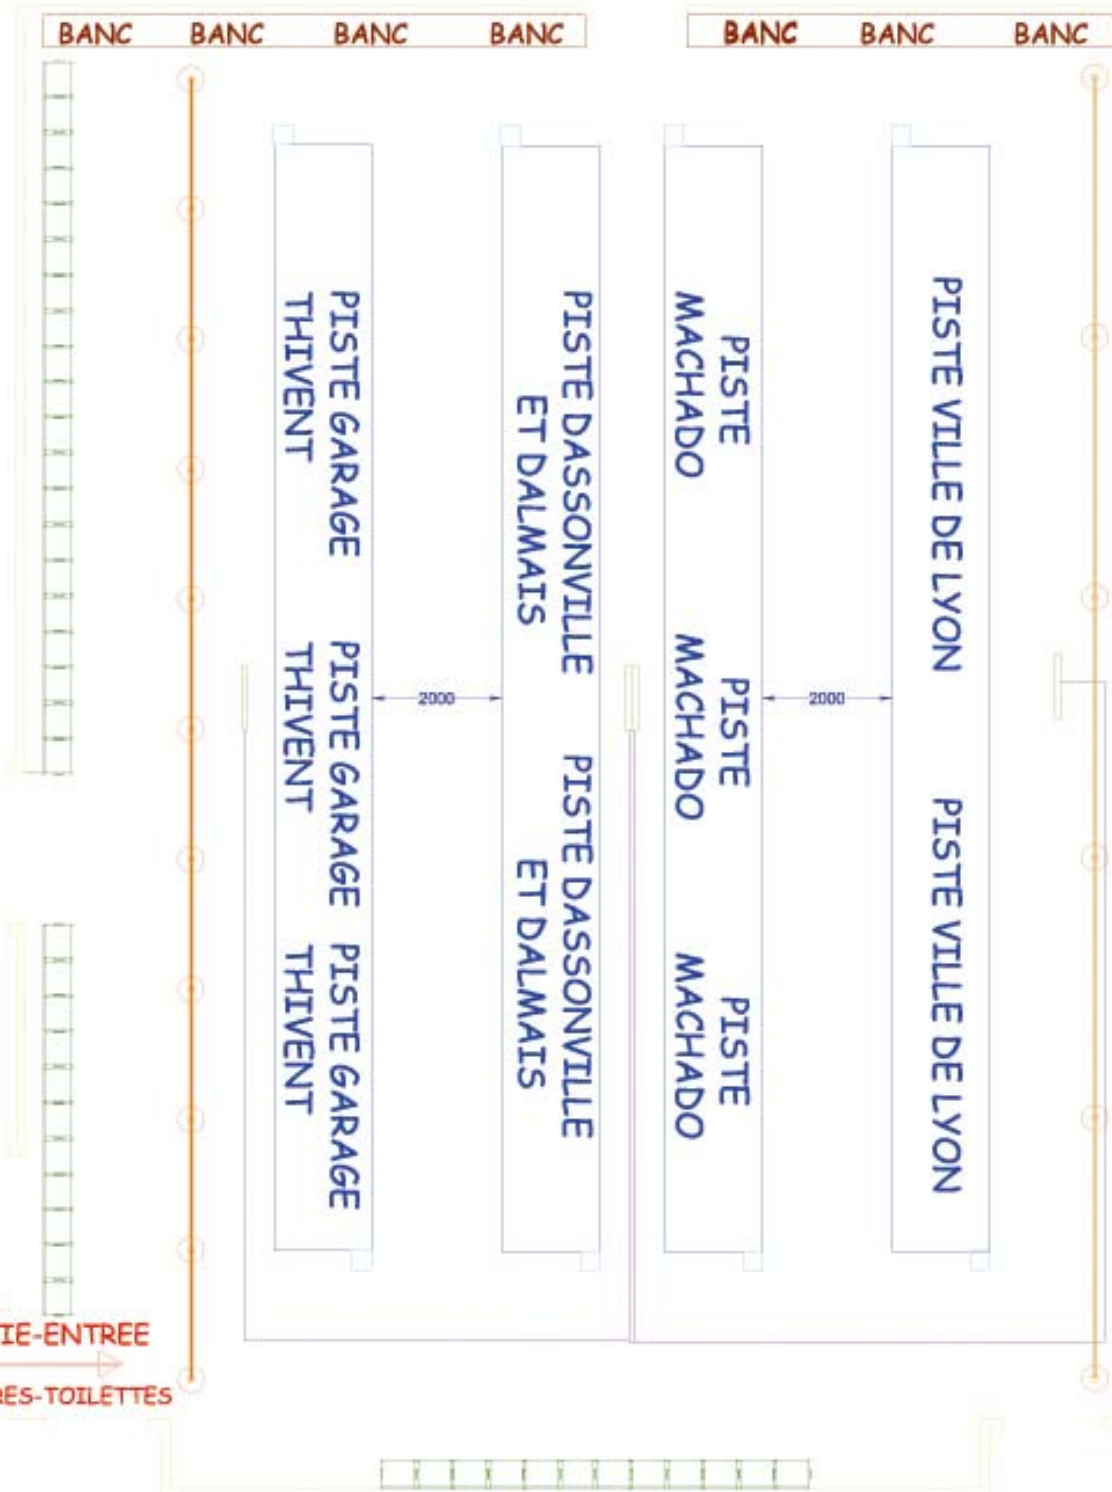 BANC BANC BANC BANC BANC BANC BANC
PISTE GARAGE
THIVENT
PISTE GARAGE
THIVENT
PISTE GARAGE
THIVENT
2000
PISTE DASSONVILLE
ET DALMAIS
PISTE DASSONVILLE
ET DALMAIS
PISTE
MACHADO
PISTE
MACHADO
PISTE
MACHADO
2000
PISTE VILLE DE LYON
PISTE VILLE DE LYON
IE-ENTREE
RES-TOILETTES